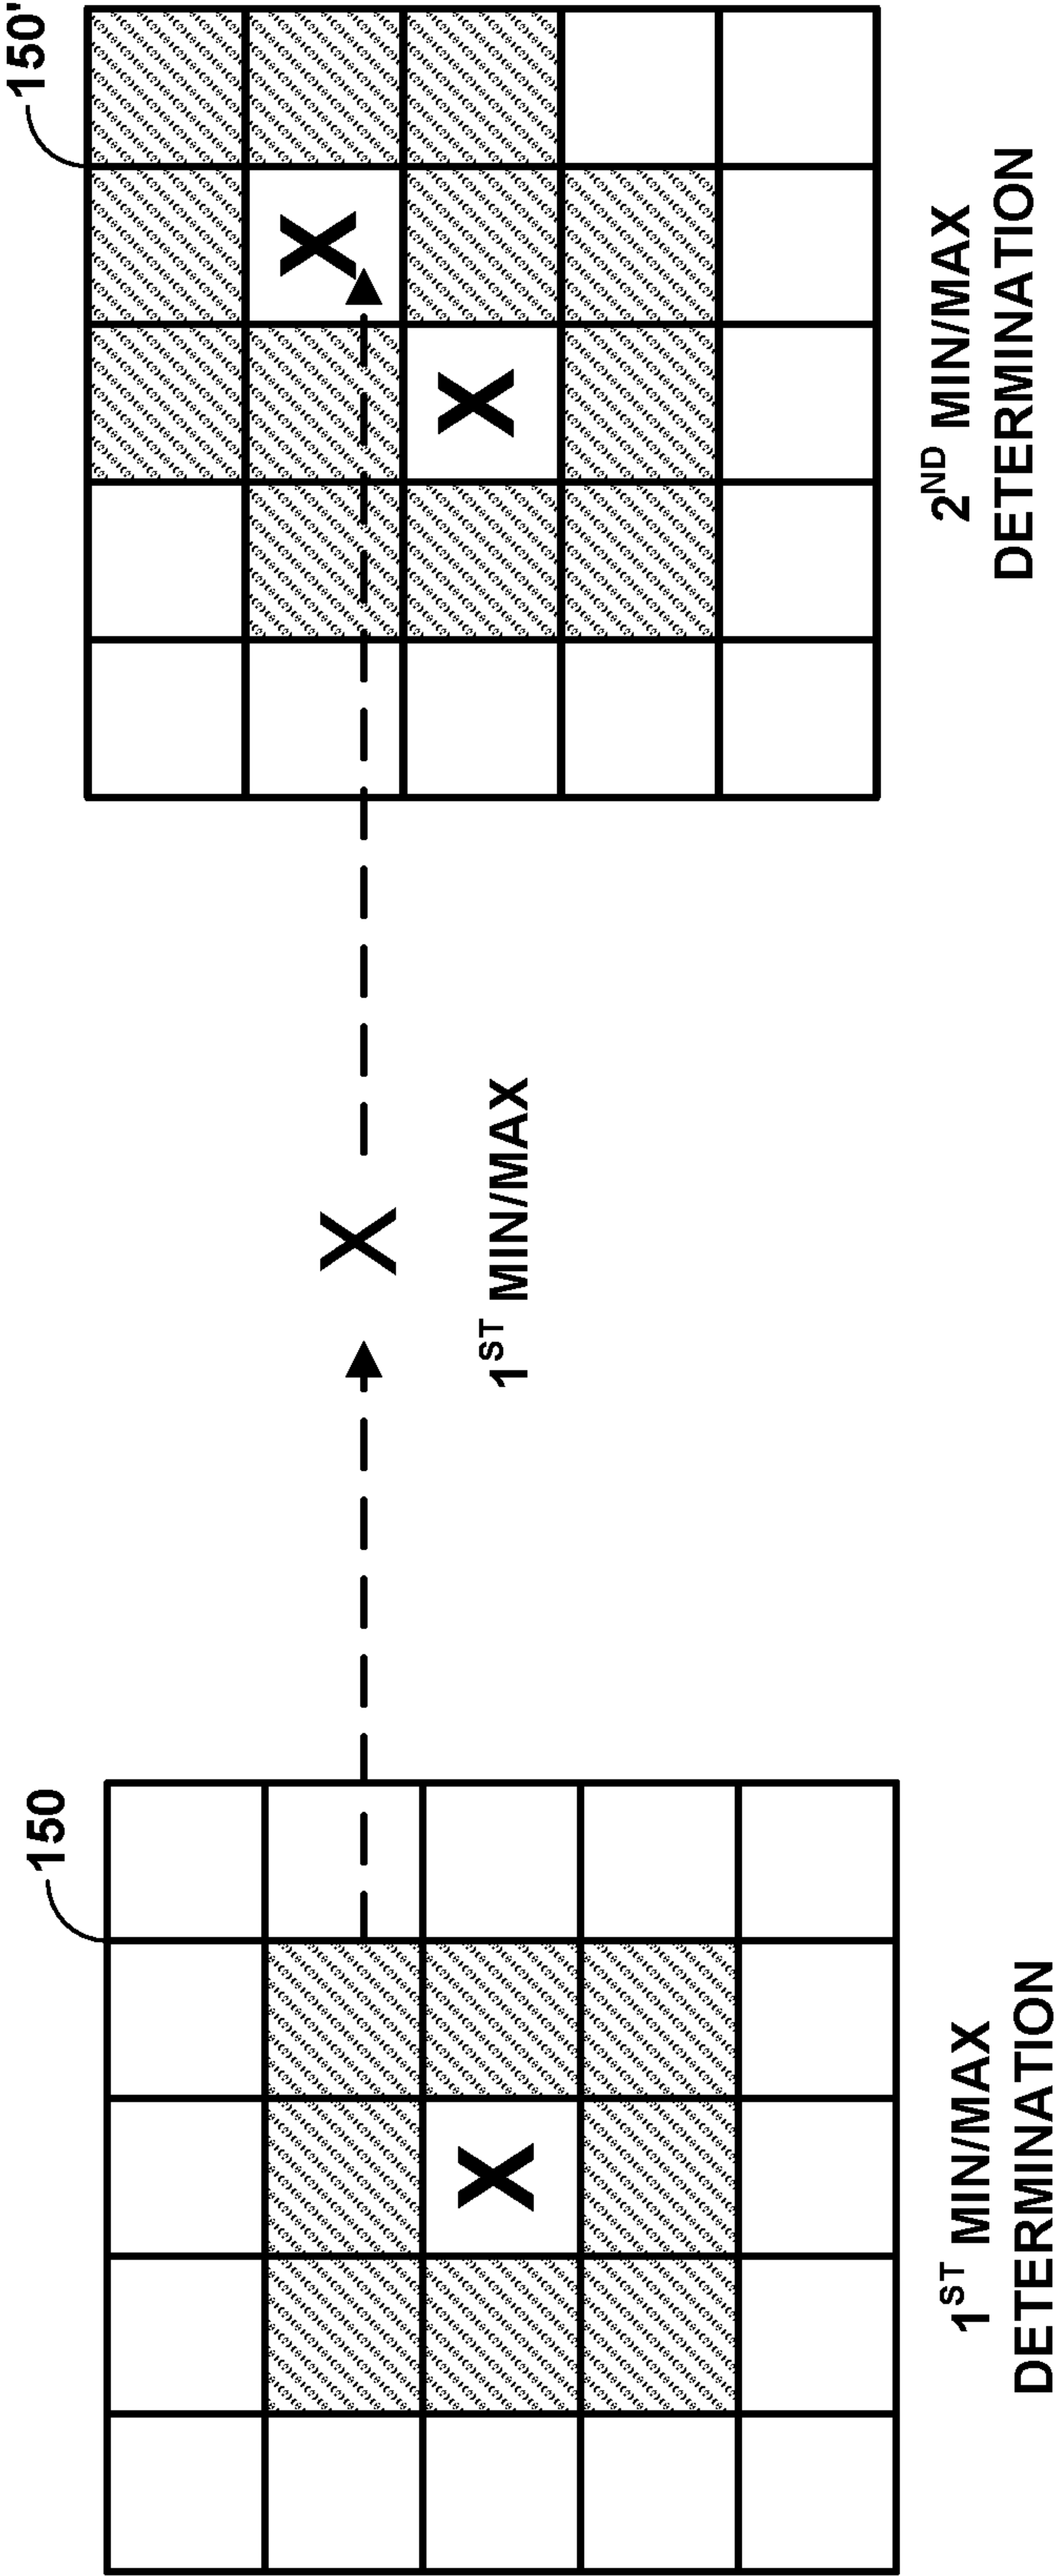 150
X
1ST MIN/MAX
DETERMINATION
X
1ST MIN/MAX
150'
X
X
2ND MIN/MAX
DETERMINATION